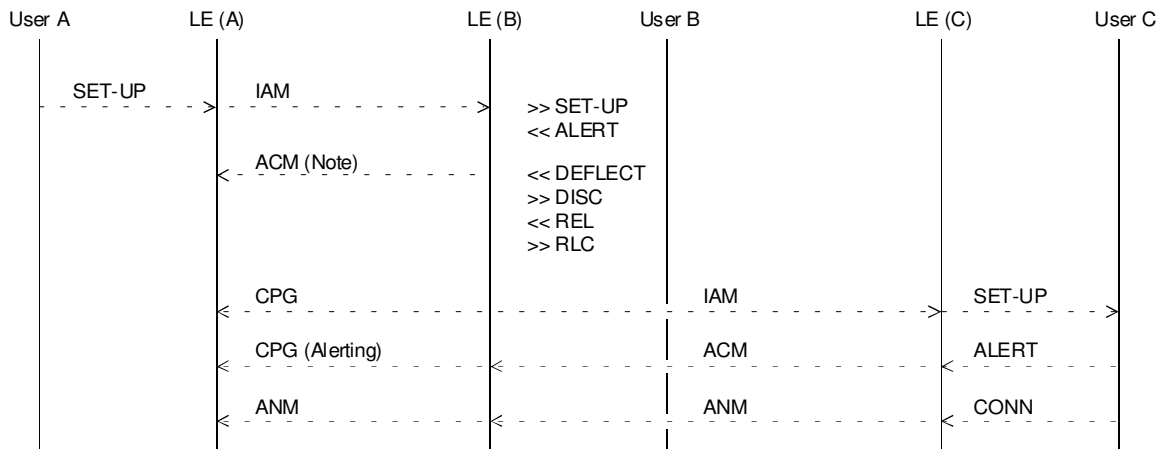 User A LE (A) LE (B) User B LE (C) User C
SET-UP IAM >> SET-UP
<< ALERT
ACM (Note) << DEFLECT
>> DISC
<< REL
>> RLC
CPG IAM SET-UP
CPG (Alerting) ACM ALERT
ANM ANM CONN